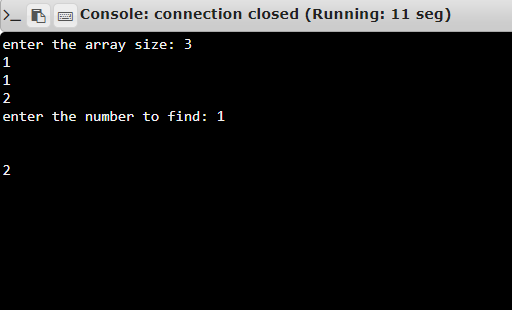 >_ Console: connection closed (Running: 11 seg)
enter the array size: 3
1
1
2
enter the number to find: 1
2